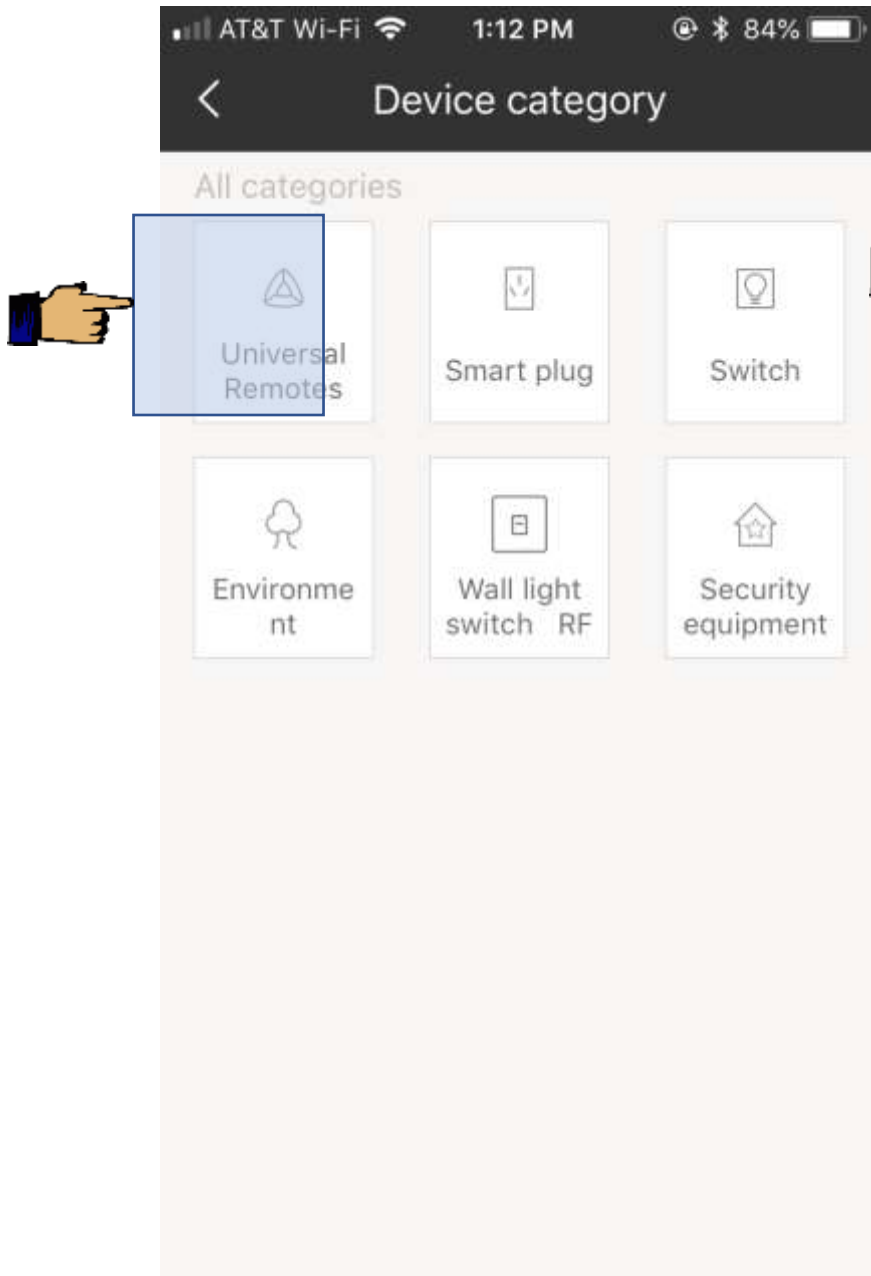 AT&T Wi-Fi 1:12 PM 84%
Device category
All categories
Universal
Remotes
Smart plug
Switch
Environme
nt
Wall light
switch RF
Security
equipment